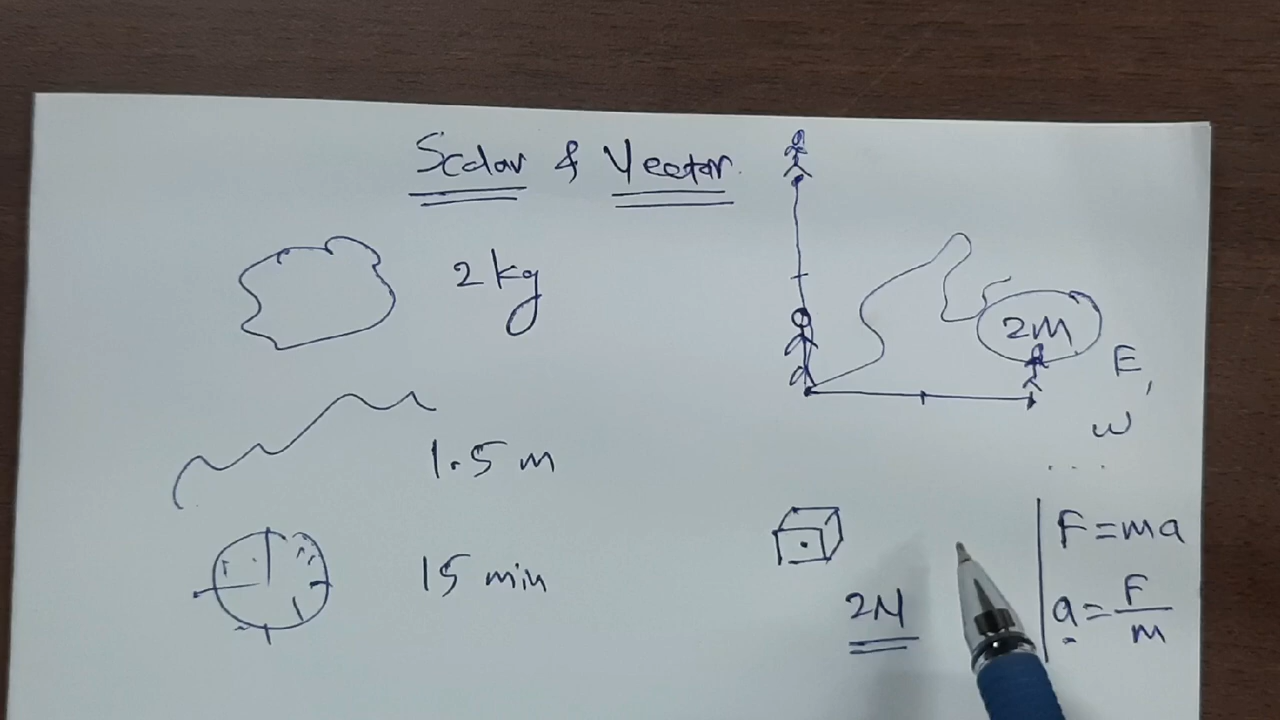 Scalar & Vector
2 kg
1.5 m
15 min
2M
E,
W
....
2N
F=ma
a=F/m